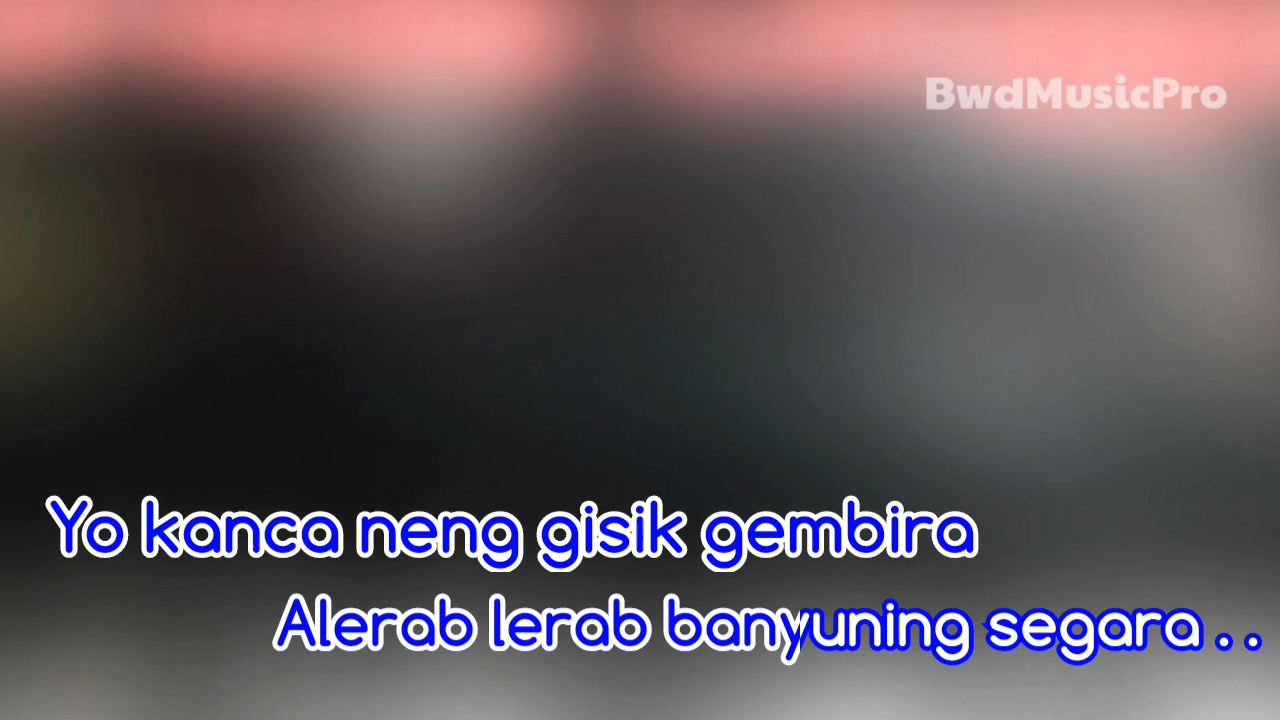 BwdMusicPro
Yo kanca neng gisik gembira
Alerab lerab banyuning segara . .